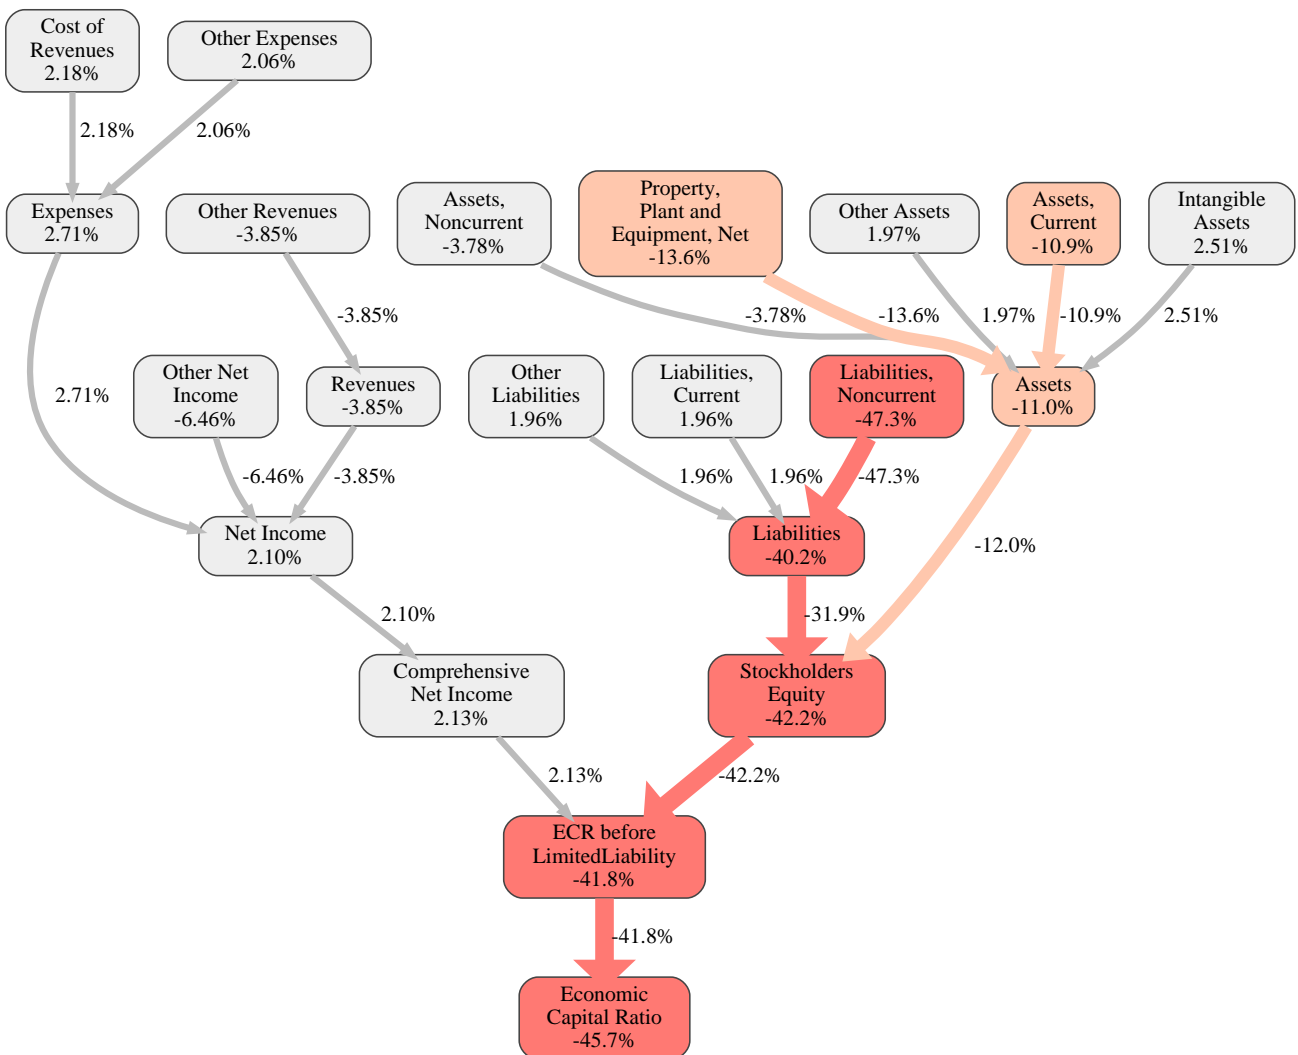 Cost of
Revenues
2.18%
Other Expenses
2.06%
2.18%
2.06%
Expenses
2.71%
Other Revenues
-3.85%
Assets,
Noncurrent
-3.78%
Property,
Plant and
Equipment, Net
-13.6%
Other Assets
1.97%
Assets,
Current
-10.9%
Intangible
Assets
2.51%
-3.85%
-3.78%
-13.6%
1.97%
-10.9%
2.51%
2.71%
Other Net
Income
-6.46%
Revenues
-3.85%
Other
Liabilities
1.96%
Liabilities,
Current
1.96%
Liabilities,
Noncurrent
-47.3%
Assets
-11.0%
-6.46%
-3.85%
1.96%
1.96%
-47.3%
Net Income
2.10%
Liabilities
-40.2%
-12.0%
2.10%
-31.9%
Comprehensive
Net Income
2.13%
Stockholders
Equity
-42.2%
2.13%
-42.2%
ECR before
LimitedLiability
-41.8%
-41.8%
Economic
Capital Ratio
-45.7%